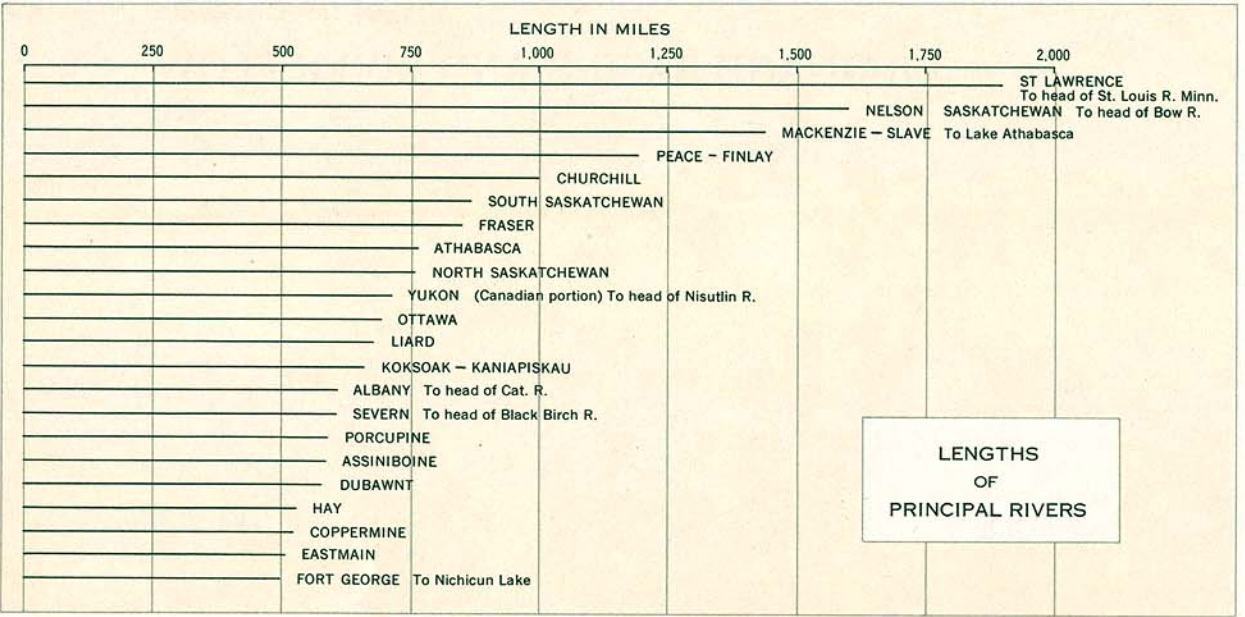 LENGTH IN MILES
0 250 500 750 1,000 1,250 1,500 1,750 2,000
ST LAWRENCE
To head of St. Louis R. Minn.
NELSON SASKATCHEWAN To head of Bow R.
MACKENZIE — SLAVE To Lake Athabasca
PEACE – FINLAY
CHURCHILL
SOUTH SASKATCHEWAN
FRASER
ATHABASCA
NORTH SASKATCHEWAN
YUKON (Canadian portion) To head of Nisutlin R.
OTTAWA
LIARD
KOKSOAK — KANIAPISKAU
ALBANY To head of Cat. R.
SEVERN To head of Black Birch R.
PORCUPINE
ASSINIBOINE
DUBAWNT
HAY
COPPERMINE
EASTMAIN
FORT GEORGE To Nichicun Lake
LENGTHS
OF
PRINCIPAL RIVERS